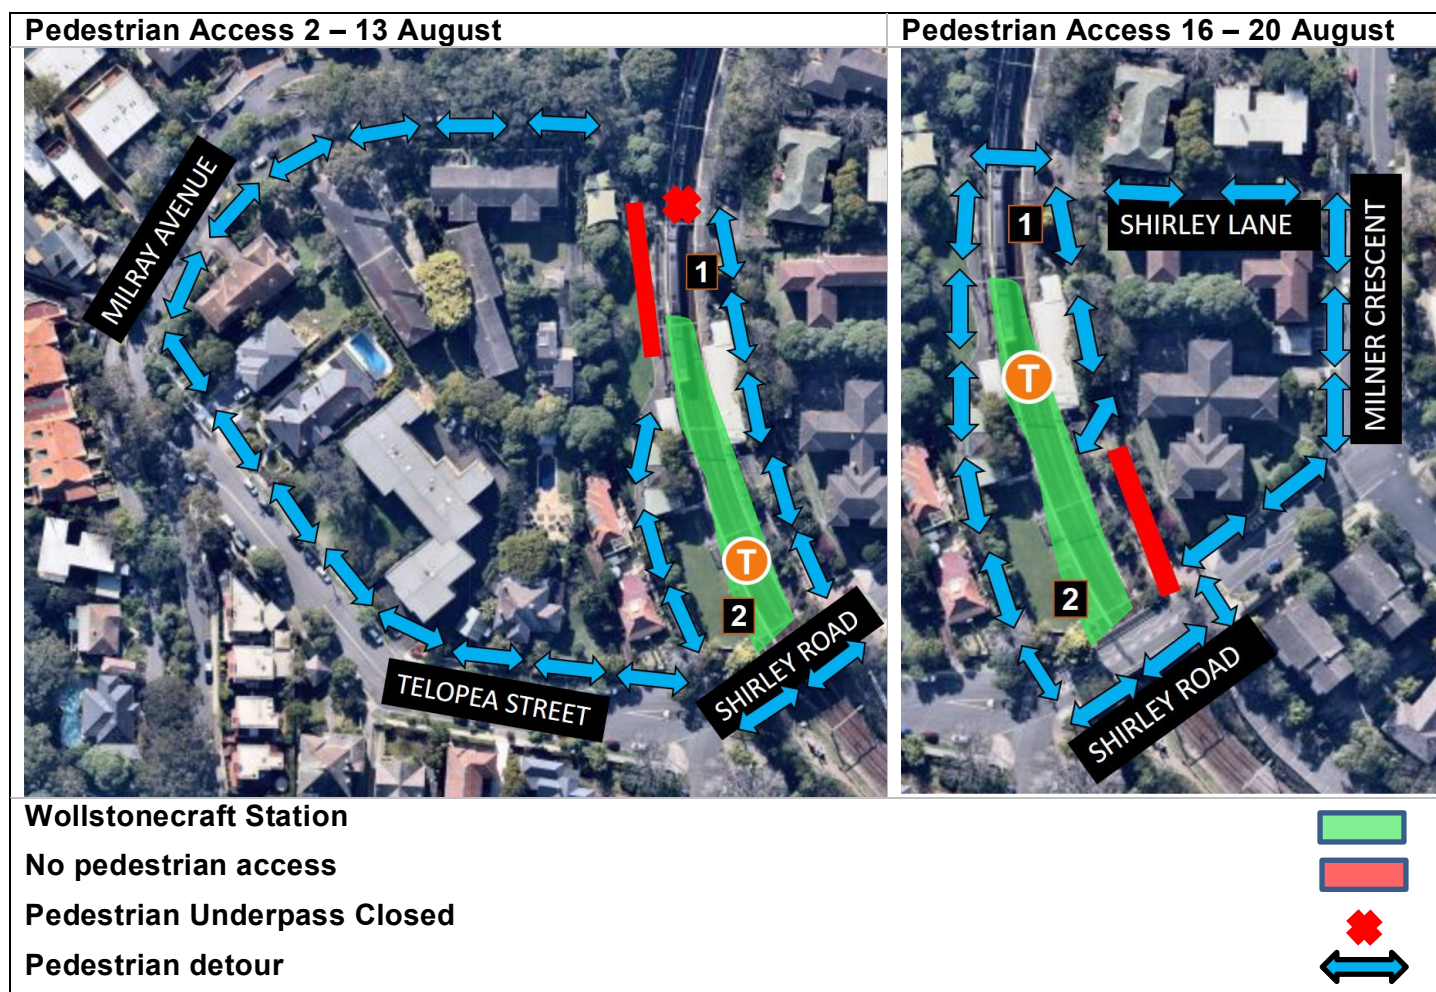 Pedestrian Access 2 – 13 August
Pedestrian Access 16 – 20 August
MILRAY AVENUE
1
T
2
SHIRLEY ROAD
TELOPEA STREET
1
SHIRLEY LANE
MILNER CRESCENT
T
2
SHIRLEY ROAD
Wollstonecraft Station
No pedestrian access
Pedestrian Underpass Closed
Pedestrian detour